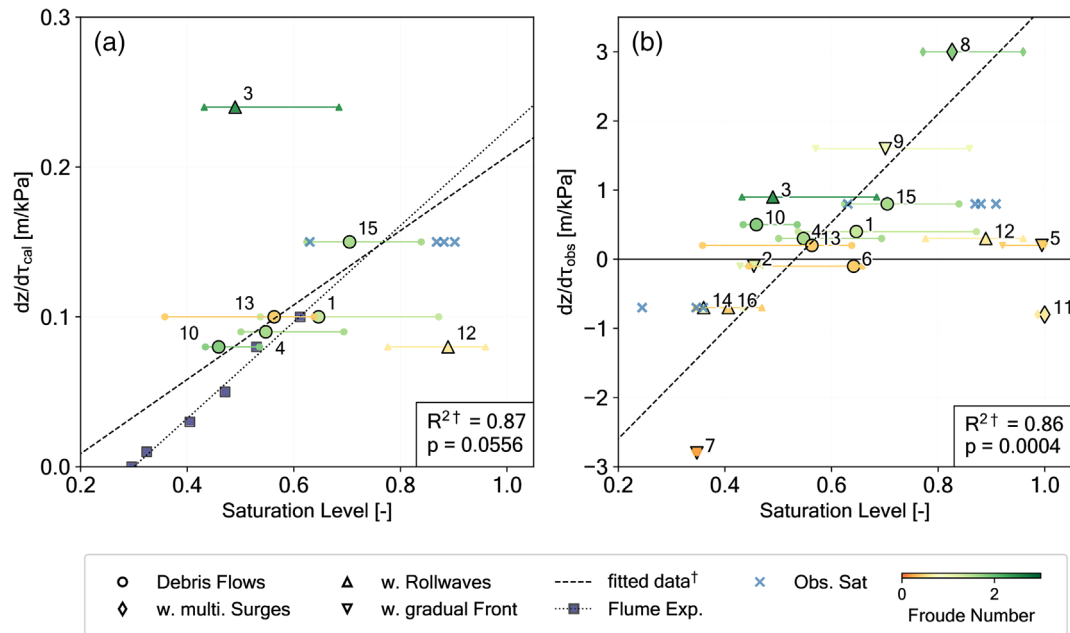 (a)
0.3
0.2
0.1
0.0
dz/dτcal [m/kPa]
3
15
13
1
10
4
12
R²† = 0.87
p = 0.0556
0.2 0.4 0.6 0.8 1.0
Saturation Level [-]
(b)
3
2
1
0
−1
−2
−3
dz/dτobs [m/kPa]
8
9
3
15
10
4
13
1
12
5
2
6
14
16
11
7
R²† = 0.86
p = 0.0004
0.2 0.4 0.6 0.8 1.0
Saturation Level [-]
Debris Flows
w. Rollwaves
fitted data†
Obs. Sat
w. multi. Surges
w. gradual Front
Flume Exp.
0 2
Froude Number